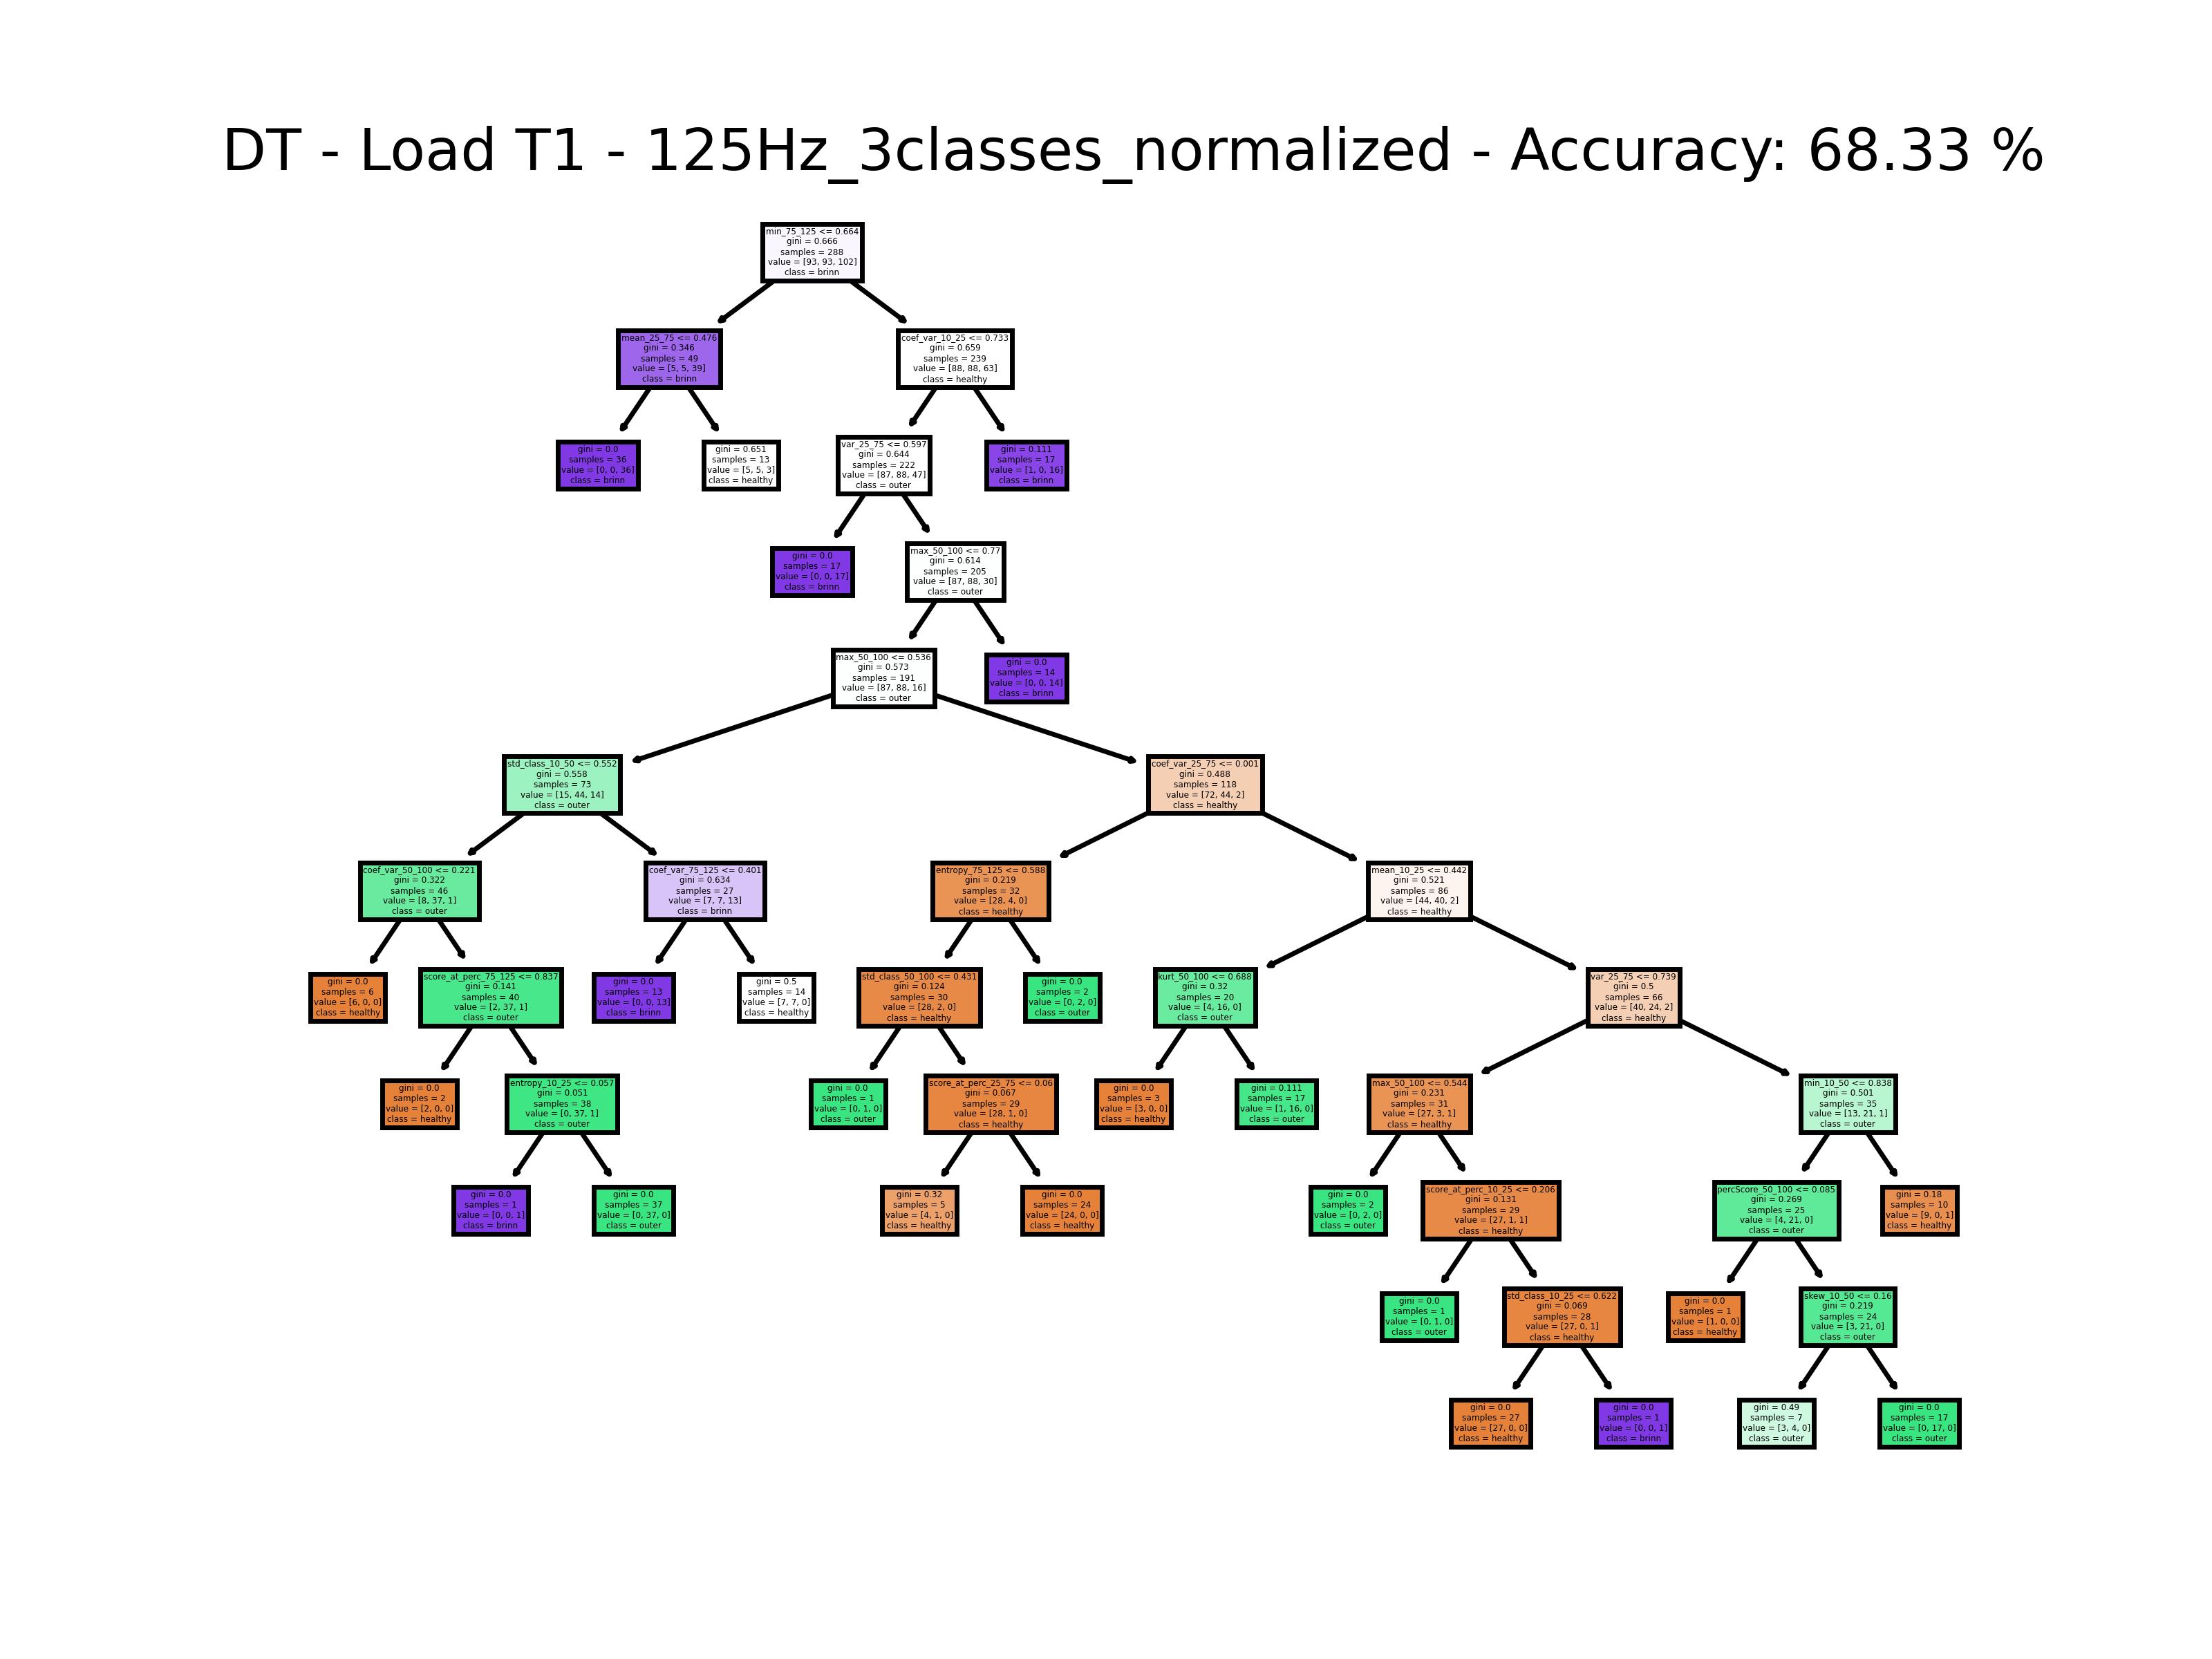 DT - Load T1 - 125Hz_3classes_normalized - Accuracy: 68.33 %
min_75_125 <= 0.664
gini = 0.666
samples = 288
value = [93, 93, 102]
class = brinn
mean_25_75 <= 0.476
gini = 0.346
samples = 49
value = [5, 5, 39]
class = brinn
coef_var_10_25 <= 0.733
gini = 0.659
samples = 239
value = [88, 88, 63]
class = healthy
gini = 0.0
samples = 36
value = [0, 0, 36]
class = brinn
gini = 0.651
samples = 13
value = [5, 5, 3]
class = healthy
var_25_75 <= 0.597
gini = 0.644
samples = 222
value = [87, 88, 47]
class = outer
gini = 0.111
samples = 17
value = [1, 0, 16]
class = brinn
gini = 0.0
samples = 17
value = [0, 0, 17]
class = brinn
max_50_100 <= 0.77
gini = 0.614
samples = 205
value = [87, 88, 30]
class = outer
max_50_100 <= 0.536
gini = 0.573
samples = 191
value = [87, 88, 16]
class = outer
gini = 0.0
samples = 14
value = [0, 0, 14]
class = brinn
std_class_10_50 <= 0.552
gini = 0.558
samples = 73
value = [15, 44, 14]
class = outer
coef_var_25_75 <= 0.001
gini = 0.488
samples = 118
value = [72, 44, 2]
class = healthy
coef_var_50_100 <= 0.221
gini = 0.322
samples = 46
value = [8, 37, 1]
class = outer
coef_var_75_125 <= 0.401
gini = 0.634
samples = 27
value = [7, 7, 13]
class = brinn
entropy_75_125 <= 0.588
gini = 0.219
samples = 32
value = [28, 4, 0]
class = healthy
mean_10_25 <= 0.442
gini = 0.521
samples = 86
value = [44, 40, 2]
class = healthy
gini = 0.0
samples = 6
value = [6, 0, 0]
class = healthy
score_at_perc_75_125 <= 0.837
gini = 0.141
samples = 40
value = [2, 37, 1]
class = outer
gini = 0.0
samples = 13
value = [0, 0, 13]
class = brinn
gini = 0.5
samples = 14
value = [7, 7, 0]
class = healthy
std_class_50_100 <= 0.431
gini = 0.124
samples = 30
value = [28, 2, 0]
class = healthy
gini = 0.0
samples = 2
value = [0, 2, 0]
class = outer
kurt_50_100 <= 0.688
gini = 0.32
samples = 20
value = [4, 16, 0]
class = outer
var_25_75 <= 0.739
gini = 0.5
samples = 66
value = [40, 24, 2]
class = healthy
gini = 0.0
samples = 2
value = [2, 0, 0]
class = healthy
entropy_10_25 <= 0.057
gini = 0.051
samples = 38
value = [0, 37, 1]
class = outer
gini = 0.0
samples = 1
value = [0, 1, 0]
class = outer
score_at_perc_25_75 <= 0.06
gini = 0.067
samples = 29
value = [28, 1, 0]
class = healthy
gini = 0.0
samples = 3
value = [3, 0, 0]
class = healthy
gini = 0.111
samples = 17
value = [1, 16, 0]
class = outer
max_50_100 <= 0.544
gini = 0.231
samples = 31
value = [27, 3, 1]
class = healthy
min_10_50 <= 0.838
gini = 0.501
samples = 35
value = [13, 21, 1]
class = outer
gini = 0.0
samples = 1
value = [0, 0, 1]
class = brinn
gini = 0.0
samples = 37
value = [0, 37, 0]
class = outer
gini = 0.32
samples = 5
value = [4, 1, 0]
class = healthy
gini = 0.0
samples = 24
value = [24, 0, 0]
class = healthy
gini = 0.0
samples = 2
value = [0, 2, 0]
class = outer
score_at_perc_10_25 <= 0.206
gini = 0.131
samples = 29
value = [27, 1, 1]
class = healthy
percScore_50_100 <= 0.085
gini = 0.269
samples = 25
value = [4, 21, 0]
class = outer
gini = 0.18
samples = 10
value = [9, 0, 1]
class = healthy
gini = 0.0
samples = 1
value = [0, 1, 0]
class = outer
std_class_10_25 <= 0.622
gini = 0.069
samples = 28
value = [27, 0, 1]
class = healthy
gini = 0.0
samples = 1
value = [1, 0, 0]
class = healthy
skew_10_50 <= 0.16
gini = 0.219
samples = 24
value = [3, 21, 0]
class = outer
gini = 0.0
samples = 27
value = [27, 0, 0]
class = healthy
gini = 0.0
samples = 1
value = [0, 0, 1]
class = brinn
gini = 0.49
samples = 7
value = [3, 4, 0]
class = outer
gini = 0.0
samples = 17
value = [0, 17, 0]
class = outer